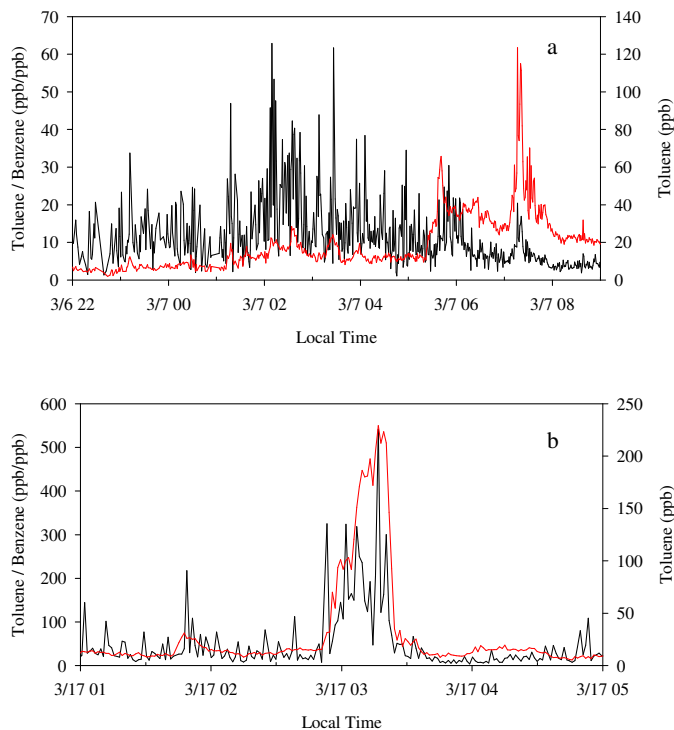 70
60
50
40
30
20
10
0
Toluene / Benzene (ppb/ppb)
a
140
120
100
80
60
40
20
0
Toluene (ppb)
3/6 22 3/7 00 3/7 02 3/7 04 3/7 06 3/7 08
Local Time
600
500
400
300
200
100
0
Toluene / Benzene (ppb/ppb)
b
250
200
150
100
50
0
Toluene (ppb)
3/17 01 3/17 02 3/17 03 3/17 04 3/17 05
Local Time